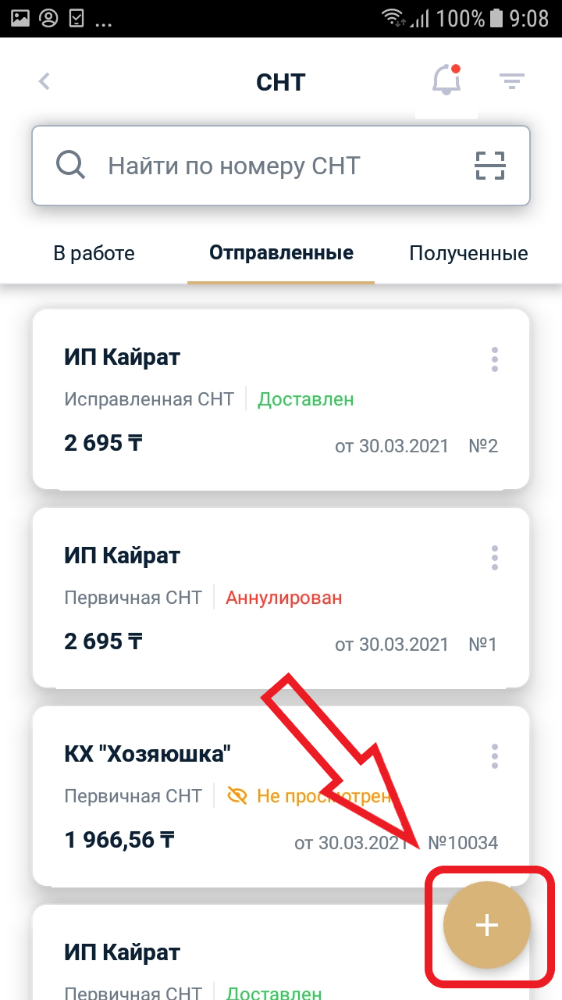 ... 100% 9:08
СНТ
Найти по номеру СНТ
В работе Отправленные Полученные
ИП Кайрат
Исправленная СНТ Доставлен
2 695 ₸ от 30.03.2021 №2
ИП Кайрат
Первичная СНТ Аннулирован
2 695 ₸ от 30.03.2021 №1
КХ "Хозяюшка"
Первичная СНТ Не просмотрен
1 966,56 ₸ от 30.03.2021 №10034
ИП Кайрат
Первичная СНТ Доставлен